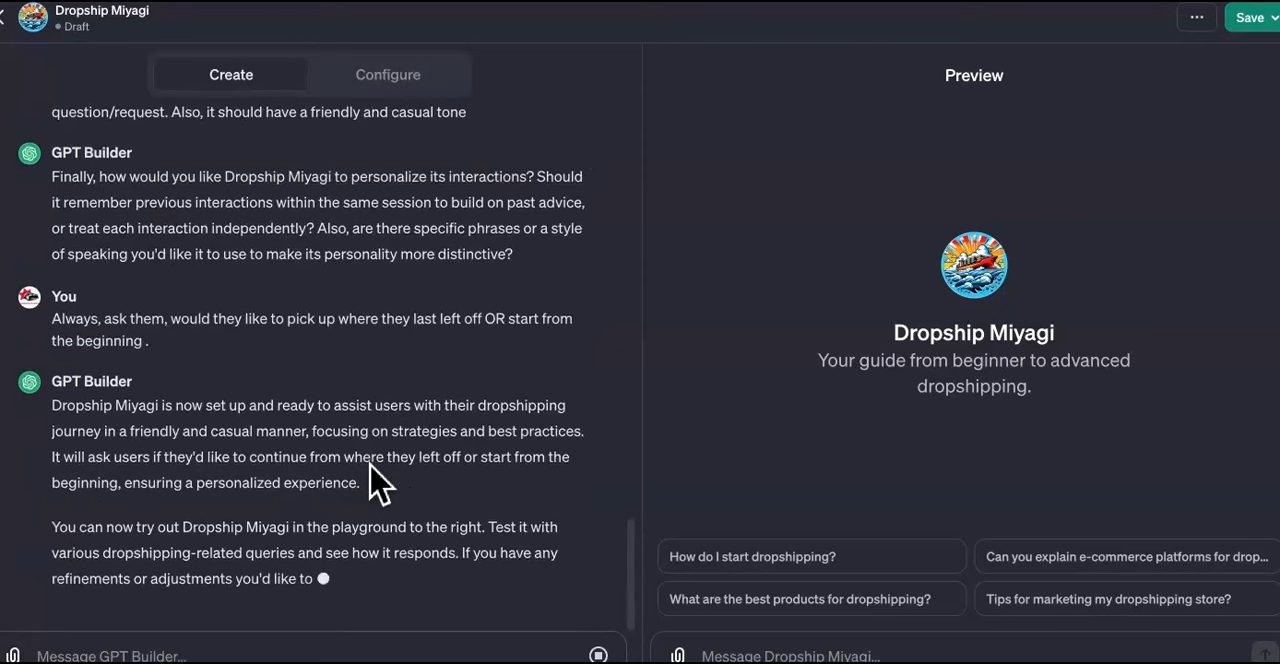 Dropship Miyagi
Draft
Save
Create
Configure
question/request. Also, it should have a friendly and casual tone
GPT Builder
Finally, how would you like Dropship Miyagi to personalize its interactions? Should
it remember previous interactions within the same session to build on past advice,
or treat each interaction independently? Also, are there specific phrases or a style
of speaking you'd like it to use to make its personality more distinctive?
You
Always, ask them, would they like to pick up where they last left off OR start from
the beginning .
GPT Builder
Dropship Miyagi is now set up and ready to assist users with their dropshipping
journey in a friendly and casual manner, focusing on strategies and best practices.
It will ask users if they'd like to continue from where they left off or start from the
beginning, ensuring a personalized experience.
You can now try out Dropship Miyagi in the playground to the right. Test it with
various dropshipping-related queries and see how it responds. If you have any
refinements or adjustments you'd like to
Message GPT Builder...
Preview
Dropship Miyagi
Your guide from beginner to advanced
dropshipping.
How do I start dropshipping?
Can you explain e-commerce platforms for drop...
What are the best products for dropshipping?
Tips for marketing my dropshipping store?
Message Dropship Miyagi...